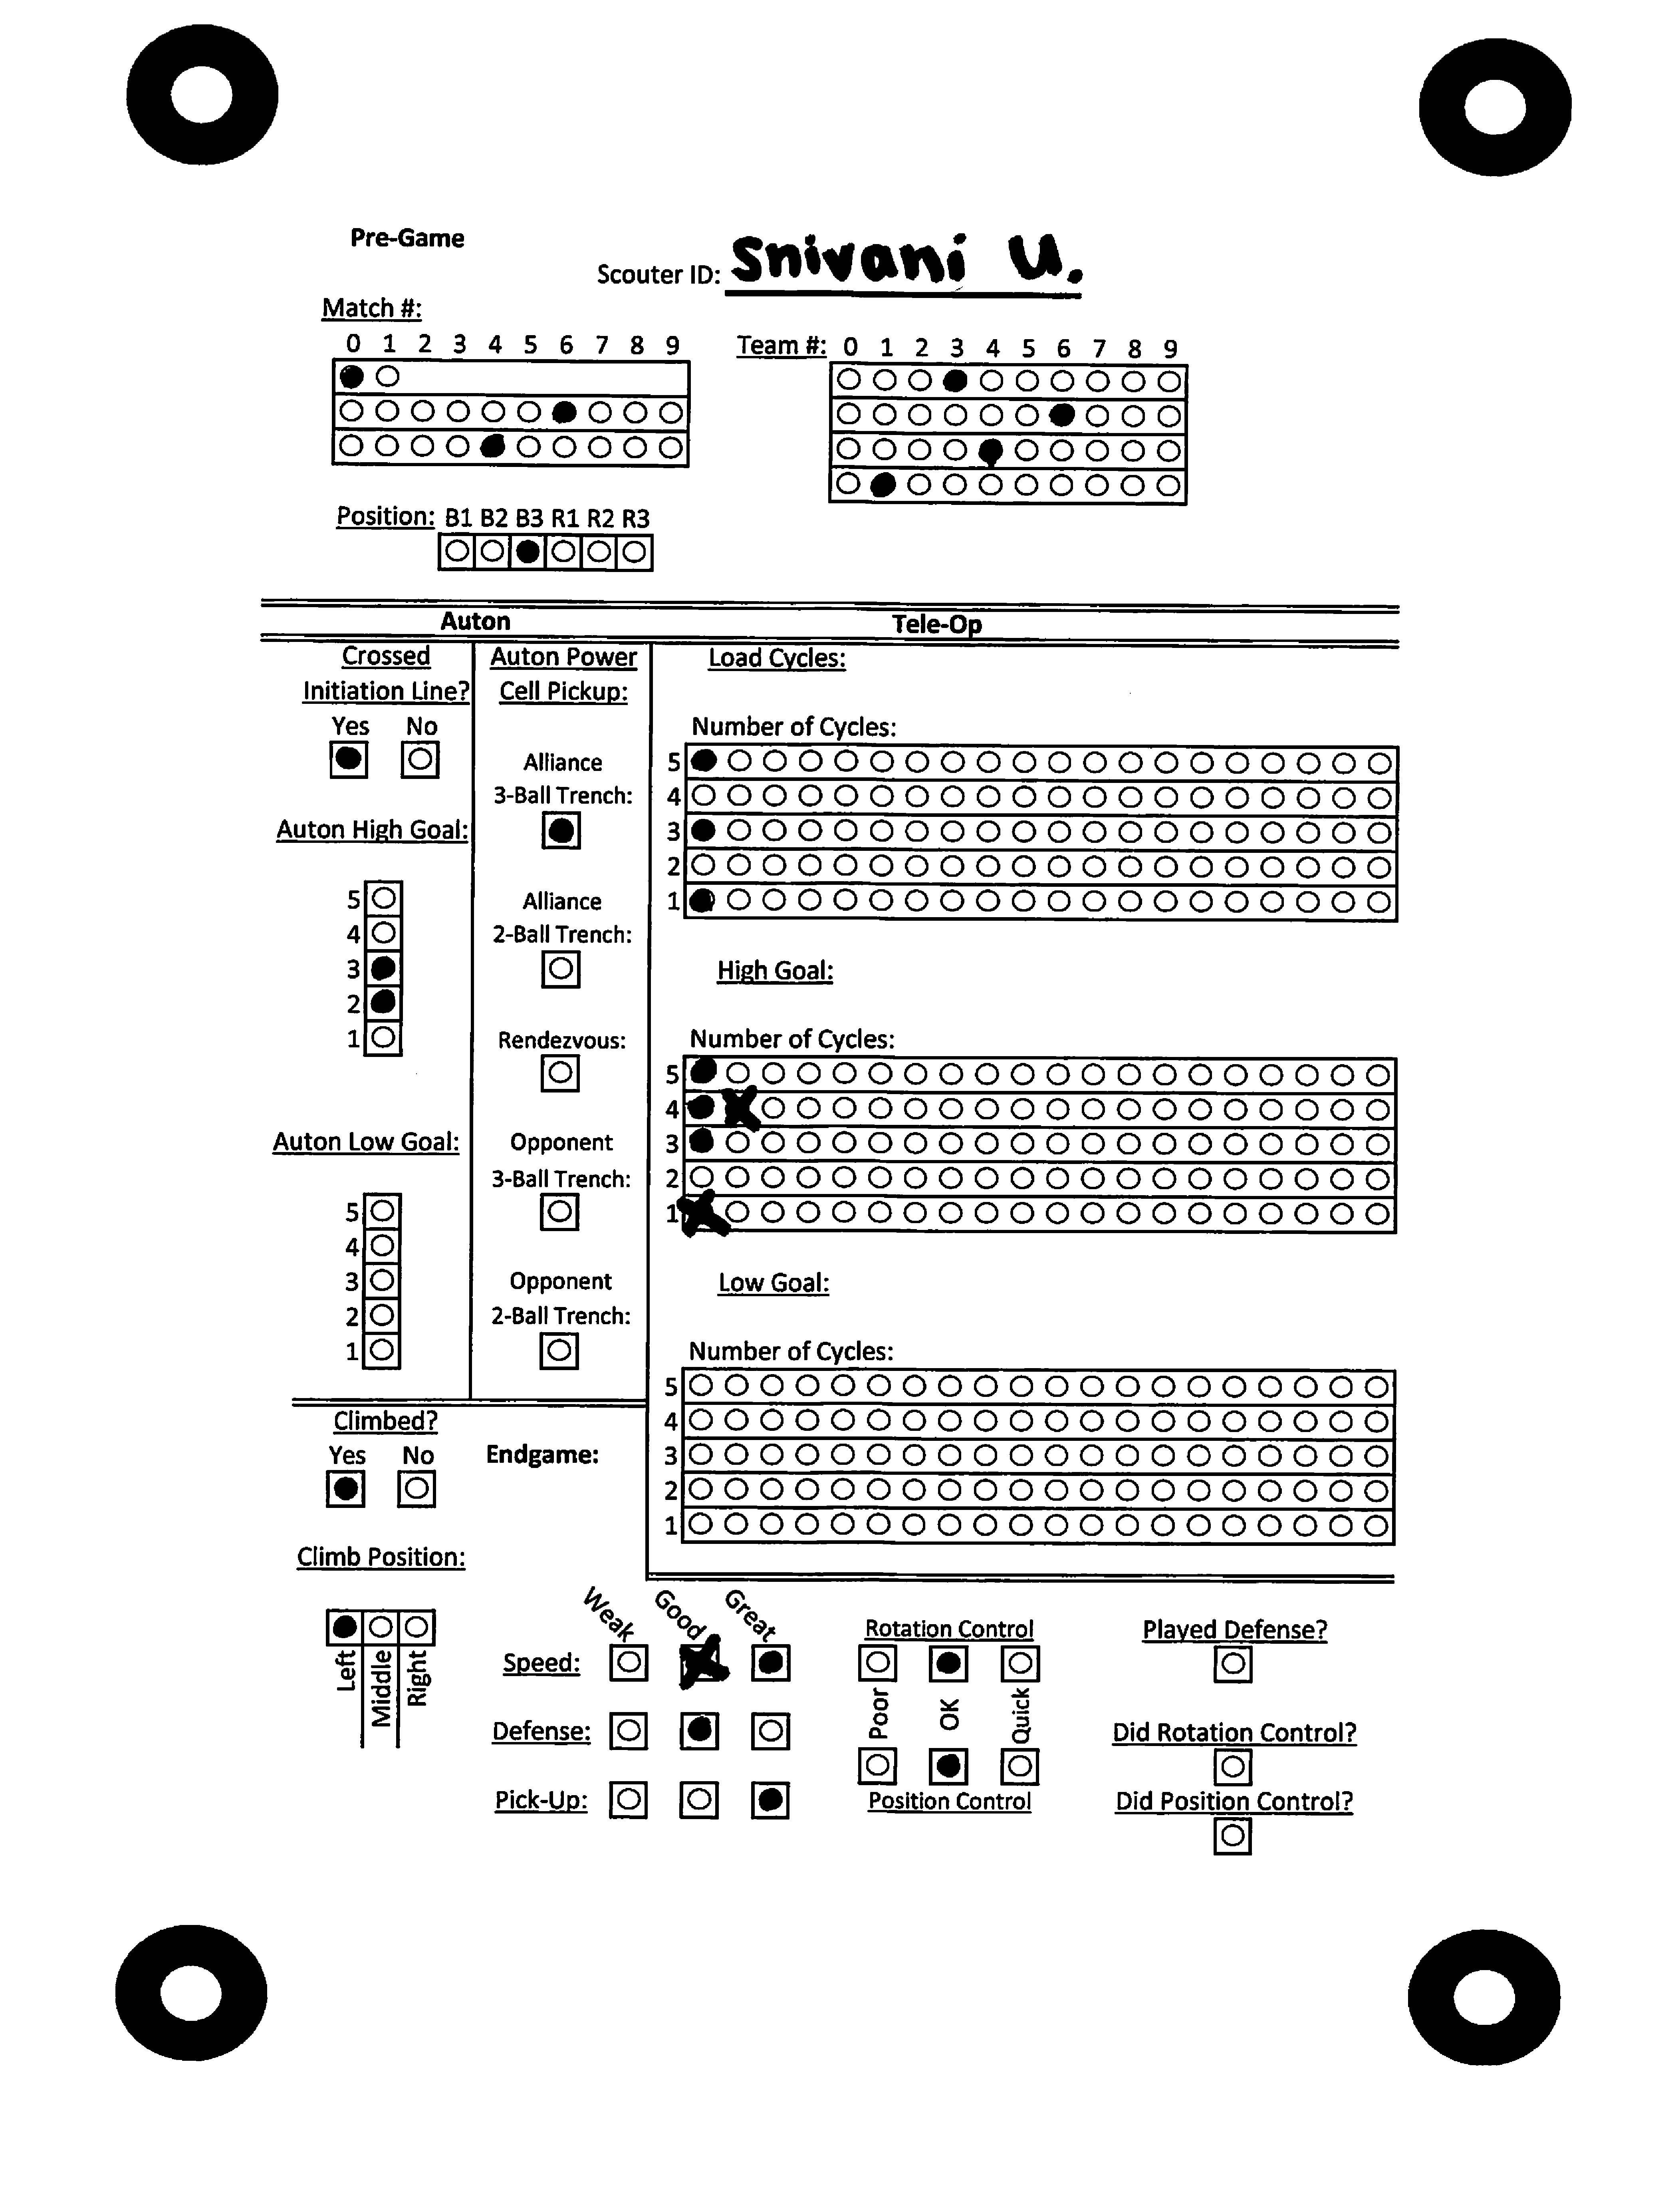 Pre-Game
Scouter ID: Snivani U.
Match #:
0 1 2 3 4 5 6 7 8 9
Team #: 0 1 2 3 4 5 6 7 8 9
Position: B1 B2 B3 R1 R2 R3
Auton
Tele-Op
Crossed
Initiation Line?
Yes No
Auton High Goal:
5
4
3
2
1
Auton Low Goal:
5
4
3
2
1
Auton Power
Cell Pickup:
Alliance
3-Ball Trench:
Alliance
2-Ball Trench:
Rendezvous:
Opponent
3-Ball Trench:
Opponent
2-Ball Trench:
Load Cycles:
Number of Cycles:
5
4
3
2
1
High Goal:
Number of Cycles:
5
4
3
2
1
Low Goal:
Number of Cycles:
5
4
3
2
1
Climbed?
Yes No
Endgame:
Climb Position:
Left
Middle
Right
Weak Good Great
Speed:
Defense:
Pick-Up:
Rotation Control
Poor OK Quick
Position Control
Played Defense?
Did Rotation Control?
Did Position Control?